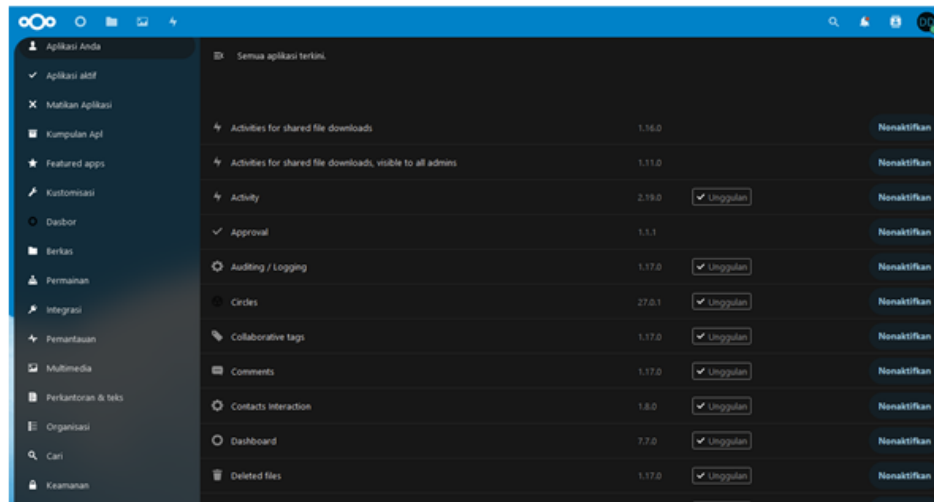 DD
Aplikasi Anda
Aplikasi aktif
Matikan Aplikasi
Kumpulan Apl
Featured apps
Kustomisasi
Dasbor
Berkas
Permainan
Integrasi
Pemantauan
Multimedia
Perkantoran & teks
Organisasi
Cari
Keamanan
Semua aplikasi terkini.
Activities for shared file downloads 1.16.0 Nonaktifkan
Activities for shared file downloads, visible to all admins 1.11.0 Nonaktifkan
Activity 2.19.0 Unggulan Nonaktifkan
Approval 1.1.1 Nonaktifkan
Auditing / Logging 1.17.0 Unggulan Nonaktifkan
Circles 27.0.1 Unggulan Nonaktifkan
Collaborative tags 1.17.0 Unggulan Nonaktifkan
Comments 1.17.0 Unggulan Nonaktifkan
Contacts Interaction 1.8.0 Unggulan Nonaktifkan
Dashboard 7.7.0 Unggulan Nonaktifkan
Deleted files 1.17.0 Unggulan Nonaktifkan